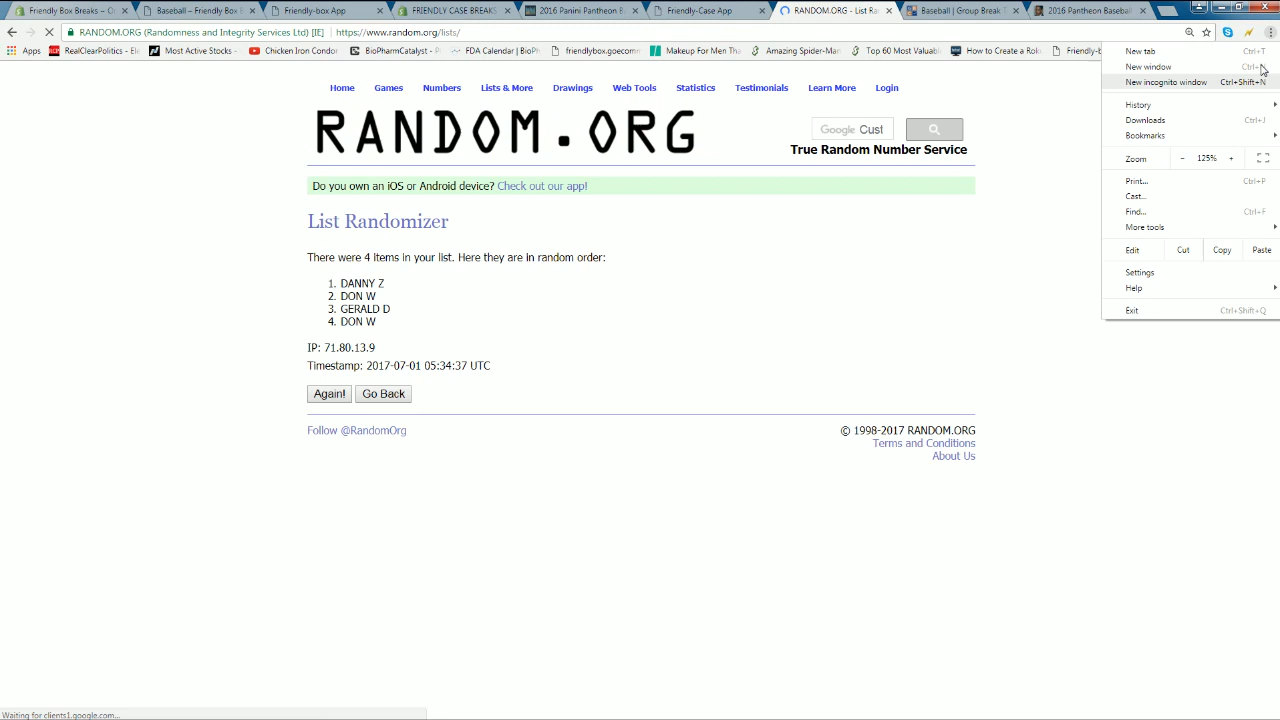 Friendly Box Breaks – O
Baseball – Friendly Box B
Friendly-box App
FRIENDLY CASE BREAKS
2016 Panini Pantheon B
Friendly-Case App
RANDOM.ORG - List Ra
Baseball | Group Break T
2016 Pantheon Baseball
RANDOM.ORG (Randomness and Integrity Services Ltd) [IE]
https://www.random.org/lists/
Apps
RealClearPolitics - El
Most Active Stocks -
Chicken Iron Condor
BioPharmCatalyst - P
FDA Calendar | BioPh
friendlybox.goecomm
Makeup For Men Tha
Amazing Spider-Man
Top 60 Most Valuabl
How to Create a Rok
Friendly-b
New tab Ctrl+T
New window Ctrl+
New incognito window Ctrl+Shift+N
History
Downloads Ctrl+J
Bookmarks
Zoom - 125% +
Print... Ctrl+P
Cast...
Find... Ctrl+F
More tools
Edit Cut Copy Paste
Settings
Help
Exit Ctrl+Shift+Q
Home Games Numbers Lists & More Drawings Web Tools Statistics Testimonials Learn More Login
RANDOM.ORG
Google Cust
True Random Number Service
Do you own an iOS or Android device? Check out our app!
List Randomizer
There were 4 items in your list. Here they are in random order:
1. DANNY Z
2. DON W
3. GERALD D
4. DON W
IP: 71.80.13.9
Timestamp: 2017-07-01 05:34:37 UTC
Again! Go Back
Follow @RandomOrg
© 1998-2017 RANDOM.ORG
Terms and Conditions
About Us
Waiting for clients1.google.com...